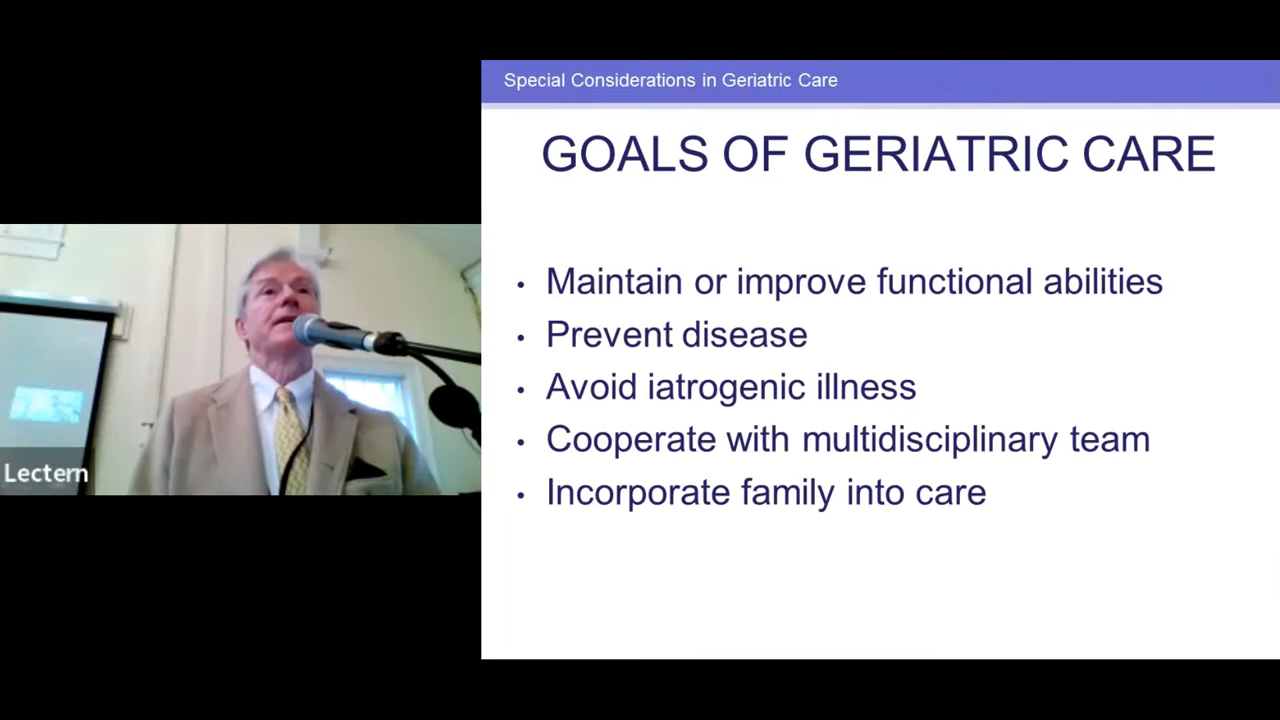 Special Considerations in Geriatric Care
GOALS OF GERIATRIC CARE
• Maintain or improve functional abilities
• Prevent disease
• Avoid iatrogenic illness
• Cooperate with multidisciplinary team
• Incorporate family into care
Lectern